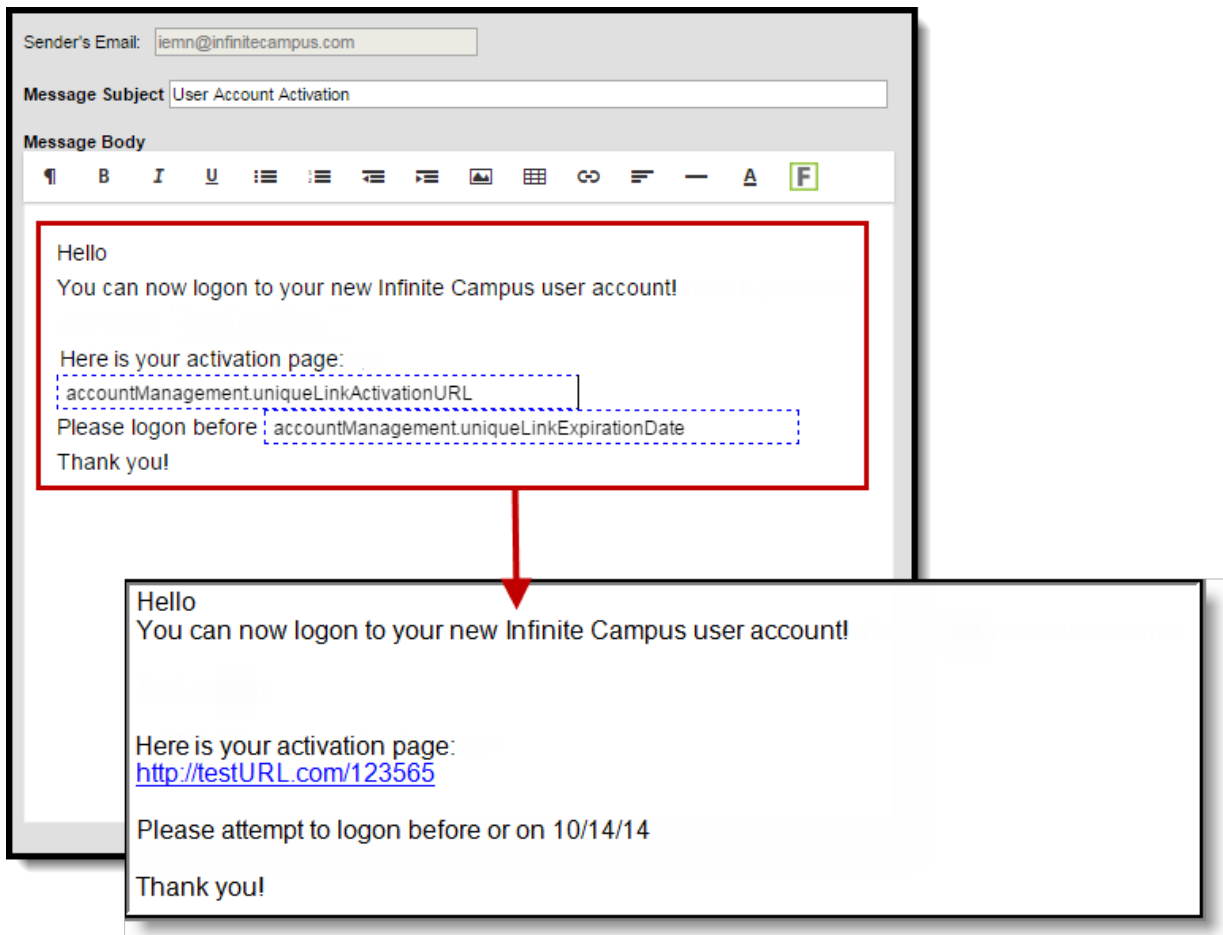 Sender's Email: iemn@infinitecampus.com
Message Subject User Account Activation
Message Body
¶ B I U A F
Hello
You can now logon to your new Infinite Campus user account!
Here is your activation page:
accountManagement.uniqueLinkActivationURL
Please logon before accountManagement.uniqueLinkExpirationDate
Thank you!
Hello
You can now logon to your new Infinite Campus user account!
Here is your activation page:
http://testURL.com/123565
Please attempt to logon before or on 10/14/14
Thank you!